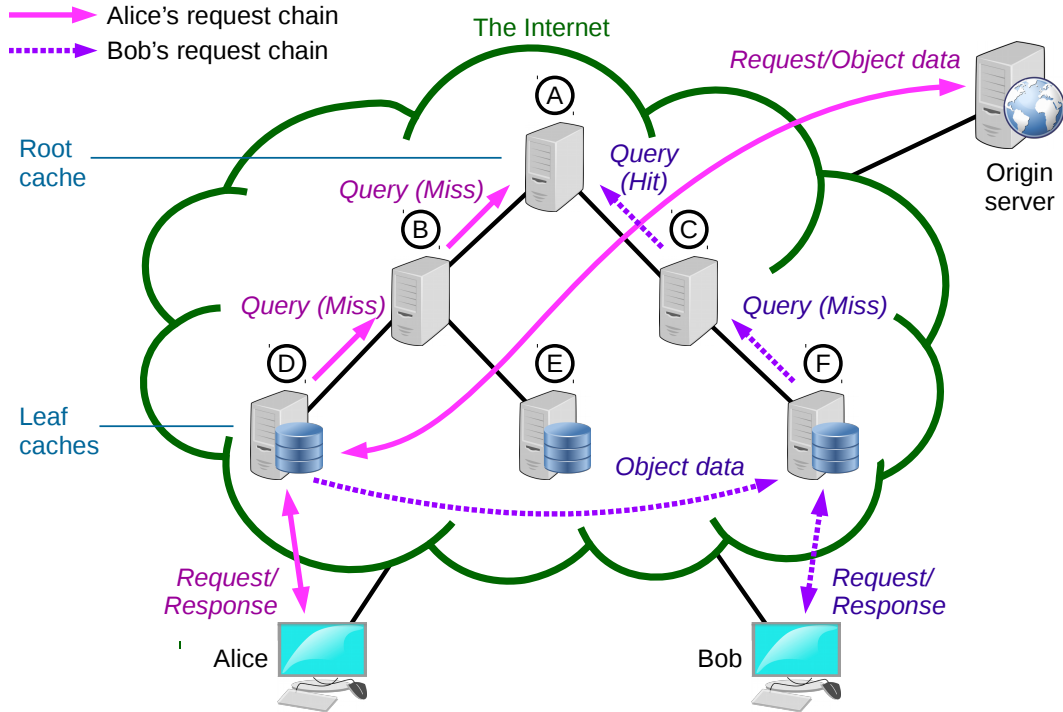 Alice's request chain
Bob's request chain
The Internet
Request/Object data
A
Root
cache
Query
(Hit)
Origin
server
Query (Miss)
B
C
Query (Miss)
Query (Miss)
D
E
F
Leaf
caches
Object data
Request/
Response
Request/
Response
Alice
Bob